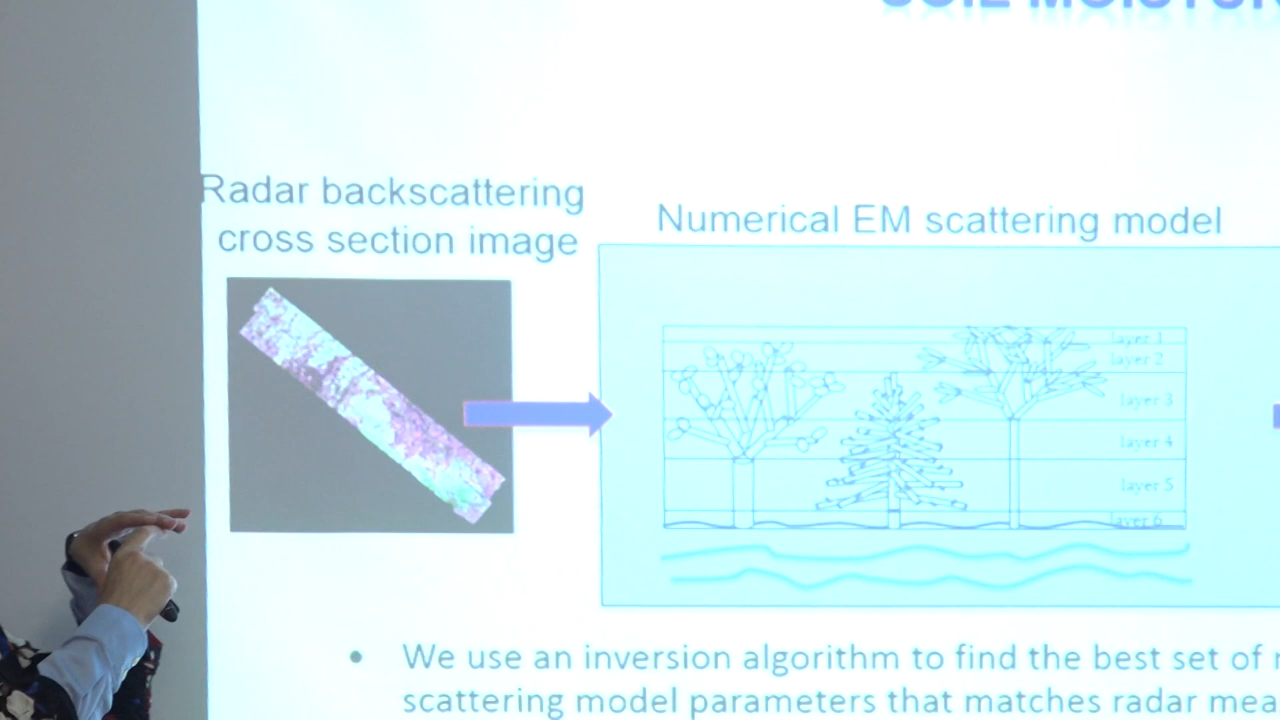 Radar backscattering
cross section image
Numerical EM scattering model
layer 1
layer 2
layer 3
layer 4
layer 5
layer 6
• We use an inversion algorithm to find the best set of
scattering model parameters that matches radar